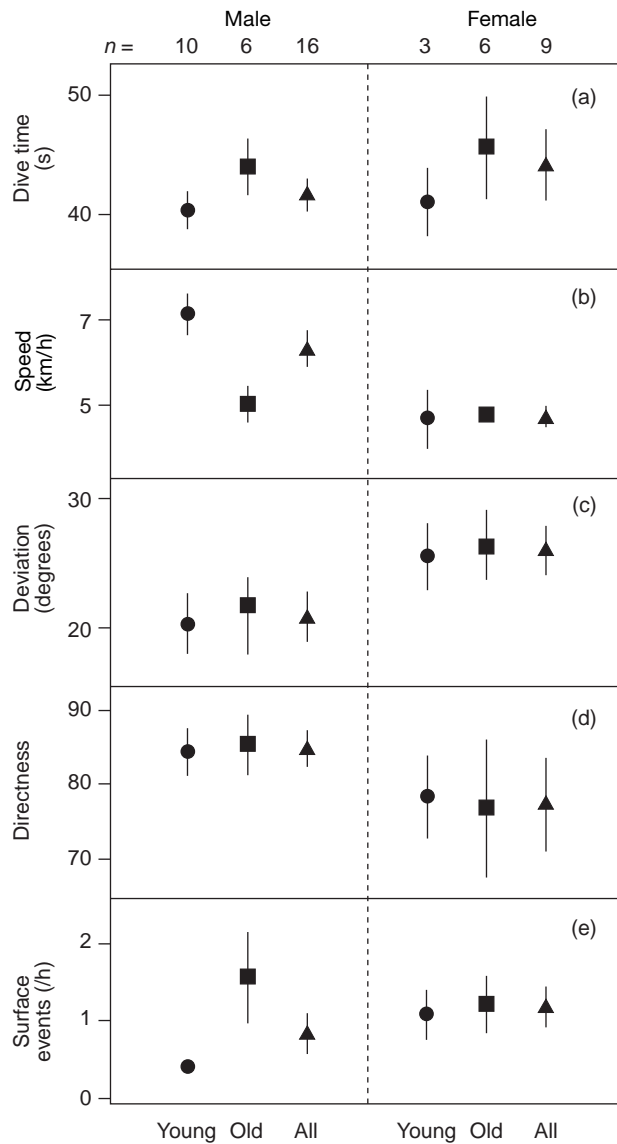 Male Female
n = 10 6 16 3 6 9
(a)
Dive time
(s)
50
40
(b)
Speed
(km/h)
7
5
(c)
Deviation
(degrees)
30
20
(d)
Directness
90
80
70
(e)
Surface
events (/h)
2
1
0
Young Old All Young Old All